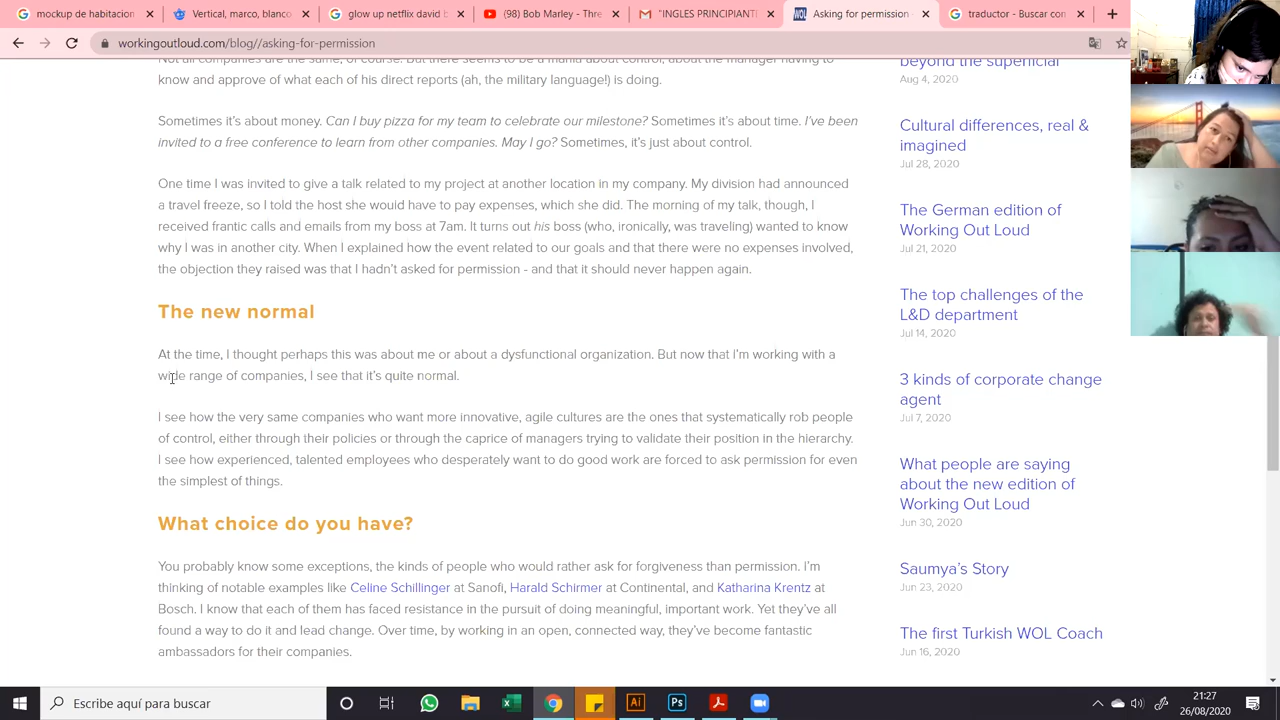 mockup de habitacion
Vertical, marco, blanco
glow up netflix david b
(98) Bob Marley - Thre
"INGLES PRINCIPIANT
Asking for permission
traductor - Buscar con
workingoutloud.com/blog//asking-for-permission
Not all companies are the same, of course. But there seems to be a mania about control, about the manager having to
know and approve of what each of his direct reports (ah, the military language!) is doing.
Sometimes it's about money. Can I buy pizza for my team to celebrate our milestone? Sometimes it's about time. I've been
invited to a free conference to learn from other companies. May I go? Sometimes, it's just about control.
One time I was invited to give a talk related to my project at another location in my company. My division had announced
a travel freeze, so I told the host she would have to pay expenses, which she did. The morning of my talk, though, I
received frantic calls and emails from my boss at 7am. It turns out his boss (who, ironically, was traveling) wanted to know
why I was in another city. When I explained how the event related to our goals and that there were no expenses involved,
the objection they raised was that I hadn't asked for permission - and that it should never happen again.
The new normal
At the time, I thought perhaps this was about me or about a dysfunctional organization. But now that I'm working with a
wide range of companies, I see that it's quite normal.
I see how the very same companies who want more innovative, agile cultures are the ones that systematically rob people
of control, either through their policies or through the caprice of managers trying to validate their position in the hierarchy.
I see how experienced, talented employees who desperately want to do good work are forced to ask permission for even
the simplest of things.
What choice do you have?
You probably know some exceptions, the kinds of people who would rather ask for forgiveness than permission. I'm
thinking of notable examples like Celine Schillinger at Sanofi, Harald Schirmer at Continental, and Katharina Krentz at
Bosch. I know that each of them has faced resistance in the pursuit of doing meaningful, important work. Yet they've all
found a way to do it and lead change. Over time, by working in an open, connected way, they've become fantastic
ambassadors for their companies.
beyond the superficial
Aug 4, 2020
Cultural differences, real &
imagined
Jul 28, 2020
The German edition of
Working Out Loud
Jul 21, 2020
The top challenges of the
L&D department
Jul 14, 2020
3 kinds of corporate change
agent
Jul 7, 2020
What people are saying
about the new edition of
Working Out Loud
Jun 30, 2020
Saumya's Story
Jun 23, 2020
The first Turkish WOL Coach
Jun 16, 2020
Escribe aquí para buscar
21:27
26/08/2020